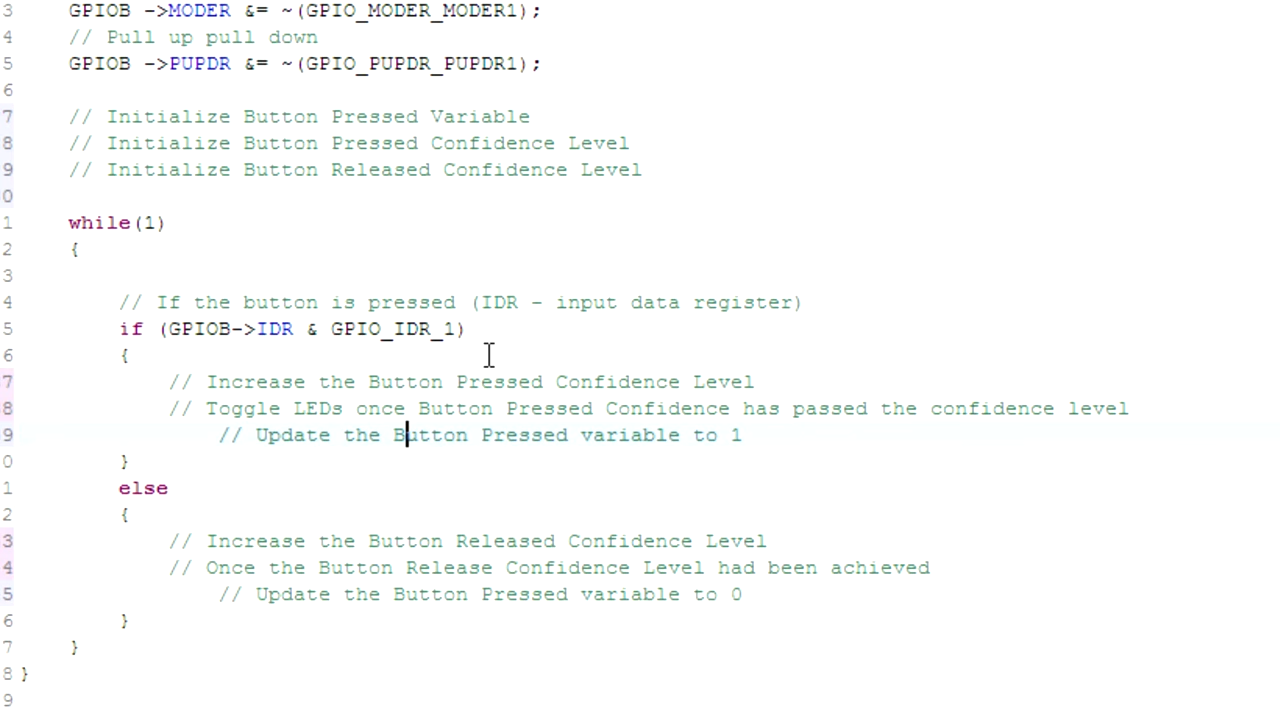 3 GPIOB ->MODER &= ~(GPIO_MODER_MODER1);
4 // Pull up pull down
5 GPIOB ->PUPDR &= ~(GPIO_PUPDR_PUPDR1);
6
7 // Initialize Button Pressed Variable
8 // Initialize Button Pressed Confidence Level
9 // Initialize Button Released Confidence Level
0
1 while(1)
2 {
3
4 // If the button is pressed (IDR - input data register)
5 if (GPIOB->IDR & GPIO_IDR_1)
6 {
7 // Increase the Button Pressed Confidence Level
8 // Toggle LEDs once Button Pressed Confidence has passed the confidence level
9 // Update the Button Pressed variable to 1
0 }
1 else
2 {
3 // Increase the Button Released Confidence Level
4 // Once the Button Release Confidence Level had been achieved
5 // Update the Button Pressed variable to 0
6 }
7 }
8 }
9